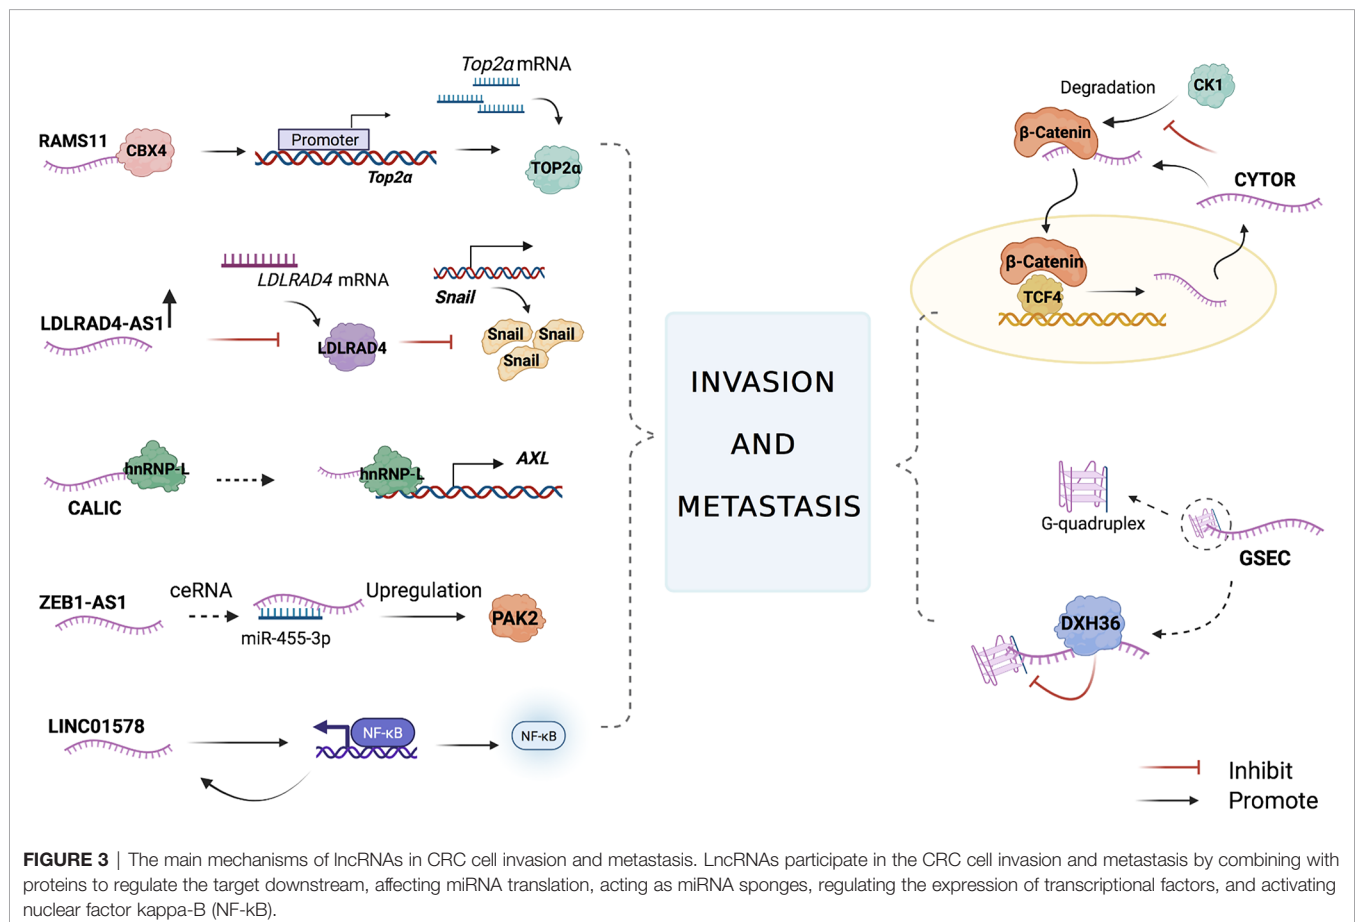 Top2α mRNA
RAMS11
CBX4
Promoter
Top2α
TOP2α
LDLRAD4 mRNA
LDLRAD4-AS1
LDLRAD4
Snail
Snail
Snail
Snail
hnRNP-L
CALIC
hnRNP-L
AXL
ZEB1-AS1
ceRNA
miR-455-3p
Upregulation
PAK2
LINC01578
NF-κB
NF-κB
INVASION
AND
METASTASIS
Degradation
CK1
β-Catenin
CYTOR
β-Catenin
TCF4
G-quadruplex
GSEC
DXH36
Inhibit
Promote
FIGURE 3 | The main mechanisms of lncRNAs in CRC cell invasion and metastasis. LncRNAs participate in the CRC cell invasion and metastasis by combining with
proteins to regulate the target downstream, affecting miRNA translation, acting as miRNA sponges, regulating the expression of transcriptional factors, and activating
nuclear factor kappa-B (NF-kB).